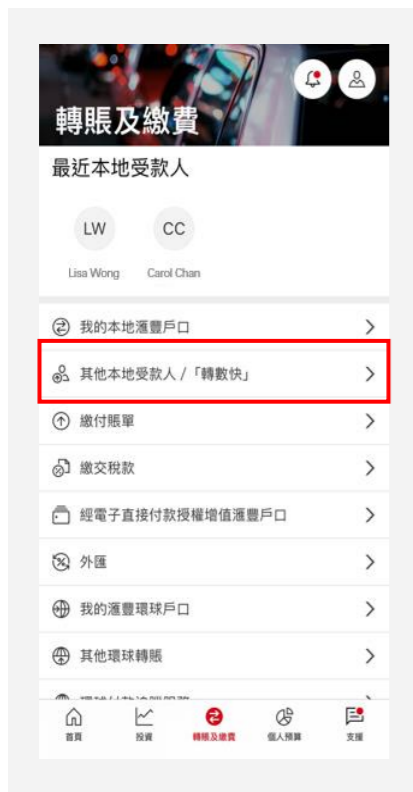 轉賬及繳費
最近本地受款人
LW
CC
Lisa Wong
Carol Chan
我的本地滙豐戶口
其他本地受款人 /「轉數快」
繳付賬單
繳交稅款
經電子直接付款授權增值滙豐戶口
外匯
我的滙豐環球戶口
其他環球轉賬
首頁
投資
轉賬及繳費
個人預算
支援